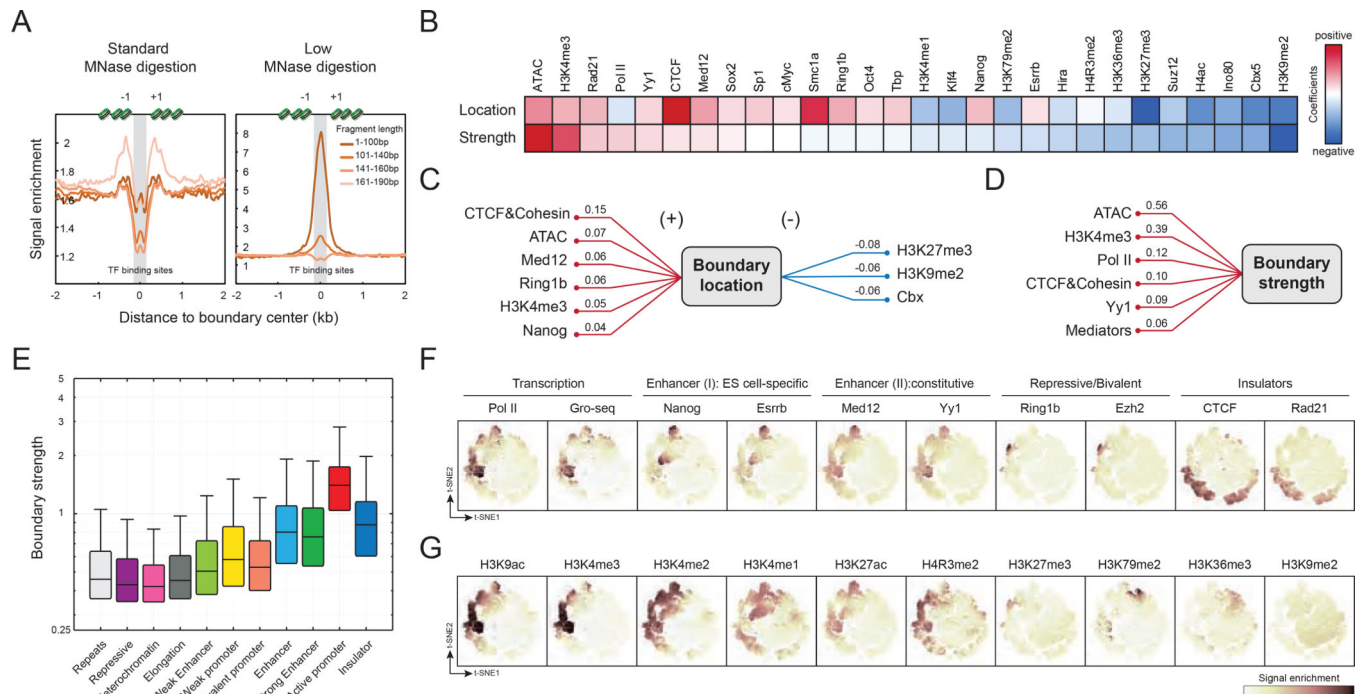 A
Standard
MNase digestion
Low
MNase digestion
-1 +1
-1 +1
Signal enrichment
2
1.8
1.6
1.4
1.2
8
7
6
5
4
3
2
1
Fragment length
1-100bp
101-140bp
141-160bp
161-190bp
TF binding sites
TF binding sites
-2 -1 0 1 2
-2 -1 0 1 2
Distance to boundary center (kb)
B
ATAC
H3K4me3
Rad21
Pol II
Yy1
CTCF
Med12
Sox2
Sp1
cMyc
Smc1a
Ring1b
Oct4
Tbp
H3K4me1
Klf4
Nanog
H3K79me2
Esrrb
Hira
H4R3me2
H3K36me3
H3K27me3
Suz12
H4ac
Ino80
Cbx5
H3K9me2
Location
Strength
positive
Coefficients
negative
C
CTCF&Cohesin 0.15
ATAC 0.07
Med12 0.06
Ring1b 0.06
H3K4me3 0.05
Nanog 0.04
(+)
(-)
Boundary
location
-0.08 H3K27me3
-0.06 H3K9me2
-0.06 Cbx
D
ATAC 0.56
H3K4me3 0.39
Pol II 0.12
CTCF&Cohesin 0.10
Yy1 0.09
Mediators 0.06
Boundary
strength
E
Boundary strength
5
4
3
2
1
0.25
Repeats
Repressive
Elongation
Weak Enhancer
Weak promoter
Enhancer
Active promoter
Insulator
F
Transcription
Enhancer (I): ES cell-specific
Enhancer (II):constitutive
Repressive/Bivalent
Insulators
Pol II Gro-seq Nanog Esrrb Med12 Yy1 Ring1b Ezh2 CTCF Rad21
t-SNE2
t-SNE1
G
H3K9ac H3K4me3 H3K4me2 H3K4me1 H3K27ac H4R3me2 H3K27me3 H3K79me2 H3K36me3 H3K9me2
t-SNE2
t-SNE1
Signal enrichment